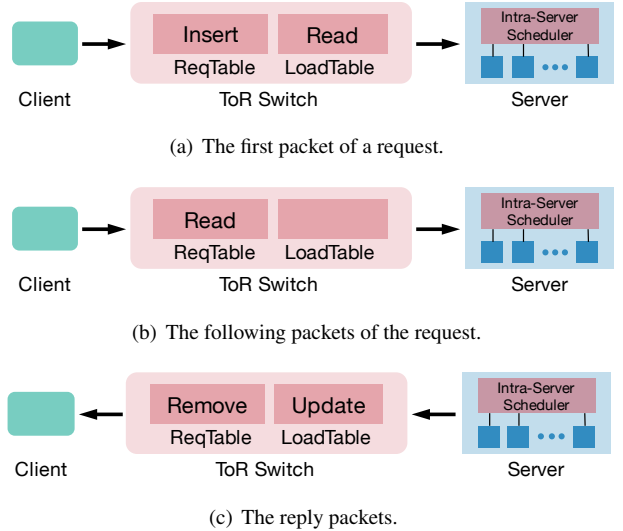 Insert Read Intra-Server
Scheduler
ReqTable LoadTable
Client ToR Switch Server
(a) The first packet of a request.
Read Intra-Server
Scheduler
ReqTable LoadTable
Client ToR Switch Server
(b) The following packets of the request.
Remove Update Intra-Server
Scheduler
ReqTable LoadTable
Client ToR Switch Server
(c) The reply packets.